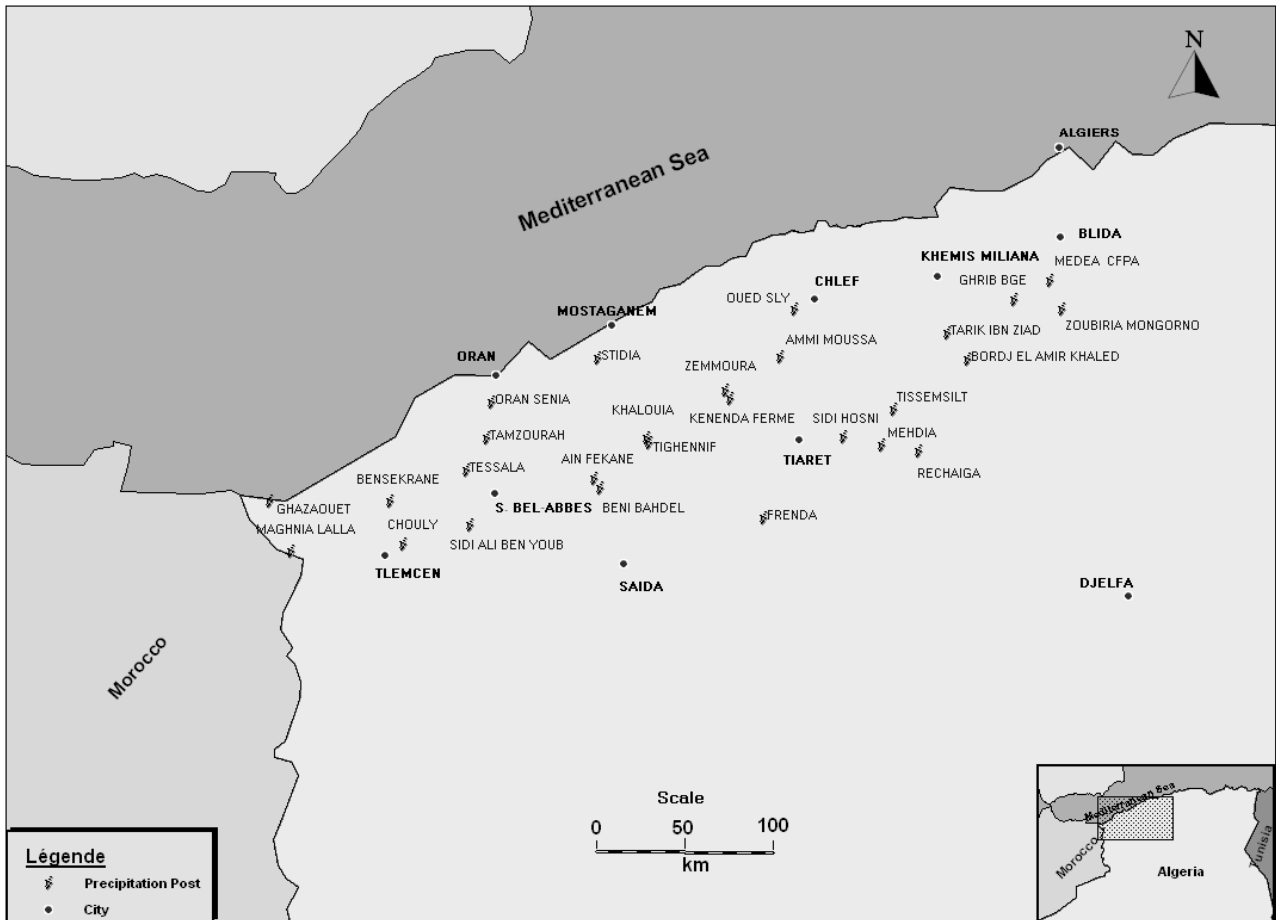 N
ALGIERS
Mediterranean Sea
BLIDA
KHEMIS MILIANA
MEDEA CFPA
GHRIB BGE
CHLEF
OUED SLY
MOSTAGANEM
ZOUBIRIA MONGORNO
TARIK IBN ZIAD
AMMI MOUSSA
ORAN
STIDIA
BORDJ EL AMIR KHALED
ZEMMOURA
ORAN SENIA
TISSEMSILT
KHALOUIA
KENENDA FERME
SIDI HOSNI
TAMZOURAH
MEHDIA
TIGHENNIF
AIN FEKANE
TIARET
TESSALA
RECHAIGA
BENSEKRANE
GHAZAOUET
S. BEL-ABBES
BENI BAHDEL
FRENDA
MAGHNIA LALLA
CHOULY
SIDI ALI BEN YOUB
TLEMCEN
SAIDA
DJELFA
Morocco
Scale
0 50 100
km
Légende
Precipitation Post
City
Mediterranean Sea
Morocco
Algeria
Tunisia